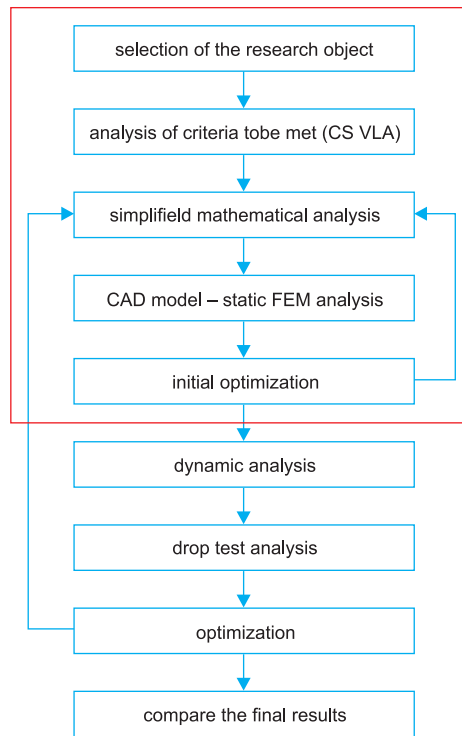 selection of the research object
analysis of criteria tobe met (CS VLA)
simplifield mathematical analysis
CAD model – static FEM analysis
initial optimization
dynamic analysis
drop test analysis
optimization
compare the final results